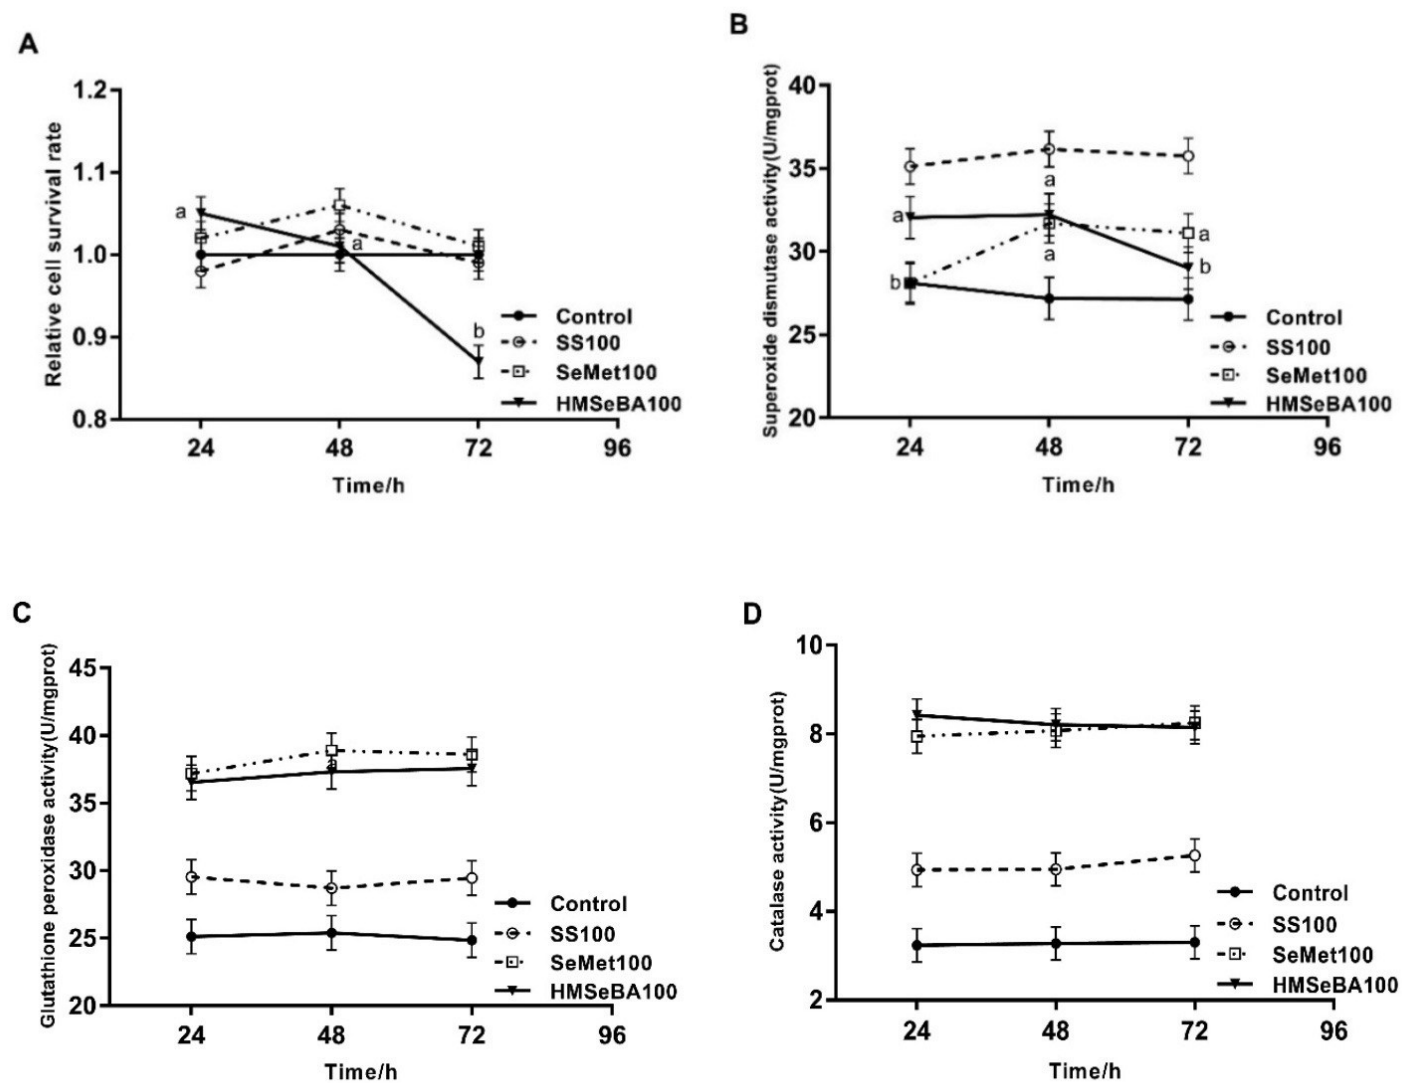 A
Relative cell survival rate
1.2
1.1
1.0
0.9
0.8
a
a
b
Control
SS100
SeMet100
HMSeBA100
24 48 72 96
Time/h
B
Superoxide dismutase activity(U/mgprot)
40
35
30
25
20
a
a
a
a
b
b
Control
SS100
SeMet100
HMSeBA100
24 48 72 96
Time/h
C
Glutathione peroxidase activity(U/mgprot)
45
40
35
30
25
20
Control
SS100
SeMet100
HMSeBA100
24 48 72 96
Time/h
D
Catalase activity(U/mgprot)
10
8
6
4
2
Control
SS100
SeMet100
HMSeBA100
24 48 72 96
Time/h